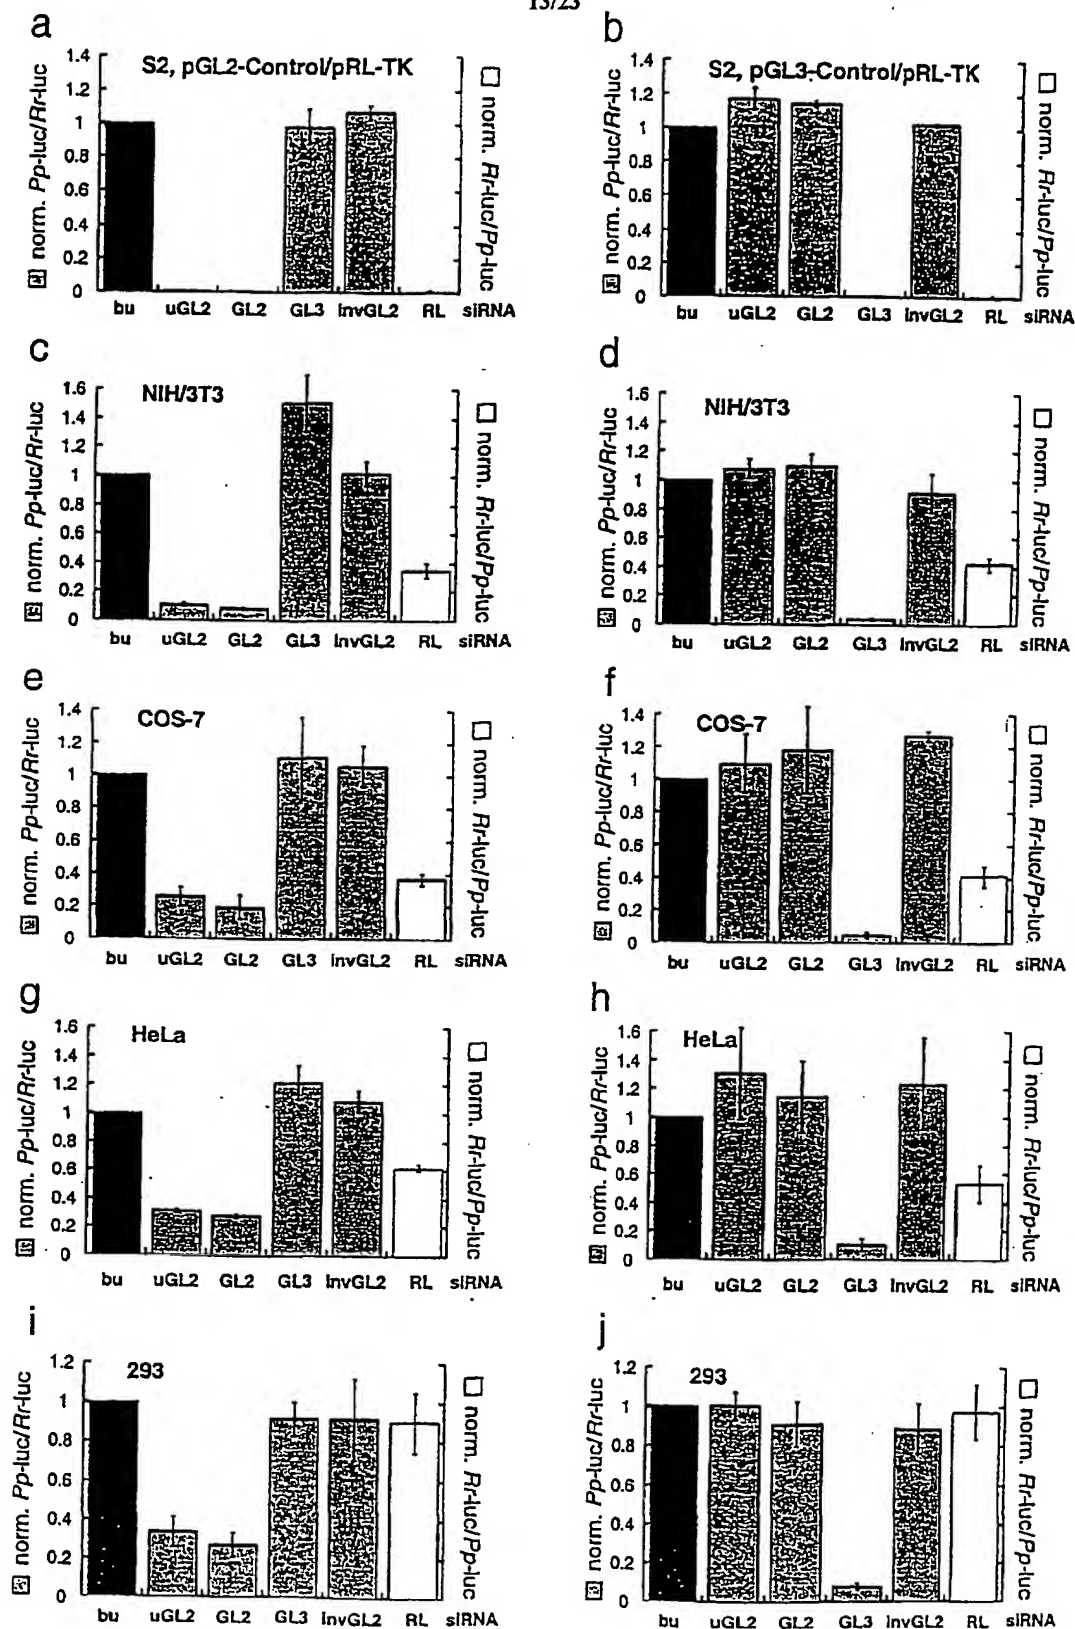 13/23
a
S2, pGL2-Control/pRL-TK
norm. Pp-luc/Rr-luc
1.4
1.2
1
0.8
0.6
0.4
0.2
0
norm. Rr-luc/Pp-luc
bu uGL2 GL2 GL3 invGL2 RL siRNA
b
S2, pGL3-Control/pRL-TK
norm. Pp-luc/Rr-luc
1.4
1.2
1
0.8
0.6
0.4
0.2
0
norm. Rr-luc/Pp-luc
bu uGL2 GL2 GL3 invGL2 RL siRNA
c
NIH/3T3
norm. Pp-luc/Rr-luc
1.6
1.4
1.2
1
0.8
0.6
0.4
0.2
0
norm. Rr-luc/Pp-luc
bu uGL2 GL2 GL3 invGL2 RL siRNA
d
NIH/3T3
norm. Pp-luc/Rr-luc
1.6
1.4
1.2
1
0.8
0.6
0.4
0.2
0
norm. Rr-luc/Pp-luc
bu uGL2 GL2 GL3 invGL2 RL siRNA
e
COS-7
norm. Pp-luc/Rr-luc
1.4
1.2
1
0.8
0.6
0.4
0.2
0
norm. Rr-luc/Pp-luc
bu uGL2 GL2 GL3 invGL2 RL siRNA
f
COS-7
norm. Pp-luc/Rr-luc
1.4
1.2
1
0.8
0.6
0.4
0.2
0
norm. Rr-luc/Pp-luc
bu uGL2 GL2 GL3 invGL2 RL siRNA
g
HeLa
norm. Pp-luc/Rr-luc
1.6
1.4
1.2
1
0.8
0.6
0.4
0.2
0
norm. Rr-luc/Pp-luc
bu uGL2 GL2 GL3 invGL2 RL siRNA
h
HeLa
norm. Pp-luc/Rr-luc
1.6
1.4
1.2
1
0.8
0.6
0.4
0.2
0
norm. Rr-luc/Pp-luc
bu uGL2 GL2 GL3 invGL2 RL siRNA
i
293
norm. Pp-luc/Rr-luc
1.2
1
0.8
0.6
0.4
0.2
0
norm. Rr-luc/Pp-luc
bu uGL2 GL2 GL3 invGL2 RL siRNA
j
293
norm. Pp-luc/Rr-luc
1.2
1
0.8
0.6
0.4
0.2
0
norm. Rr-luc/Pp-luc
bu uGL2 GL2 GL3 invGL2 RL siRNA